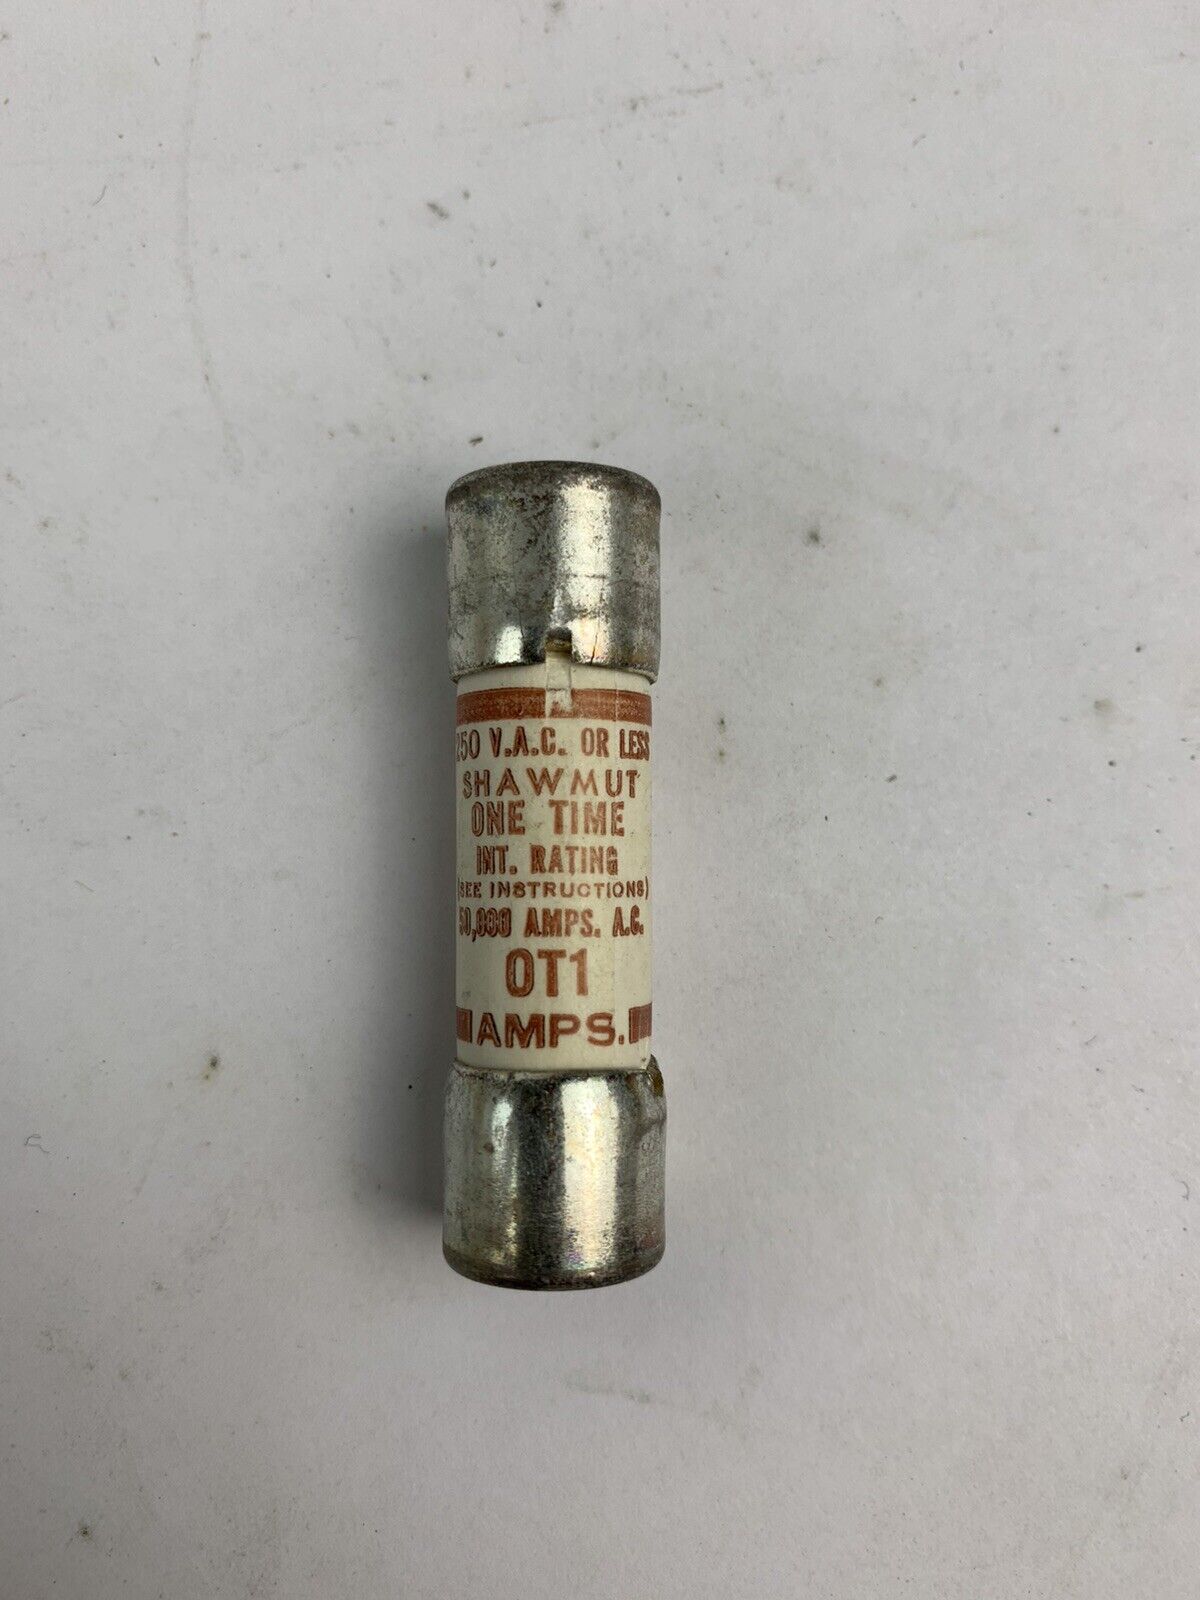 250 V.A.C. OR LESS
SHAWMUT
ONE TIME
INT. RATING
(SEE INSTRUCTIONS)
50,000 AMPS. A.C.
OT1
AMPS.